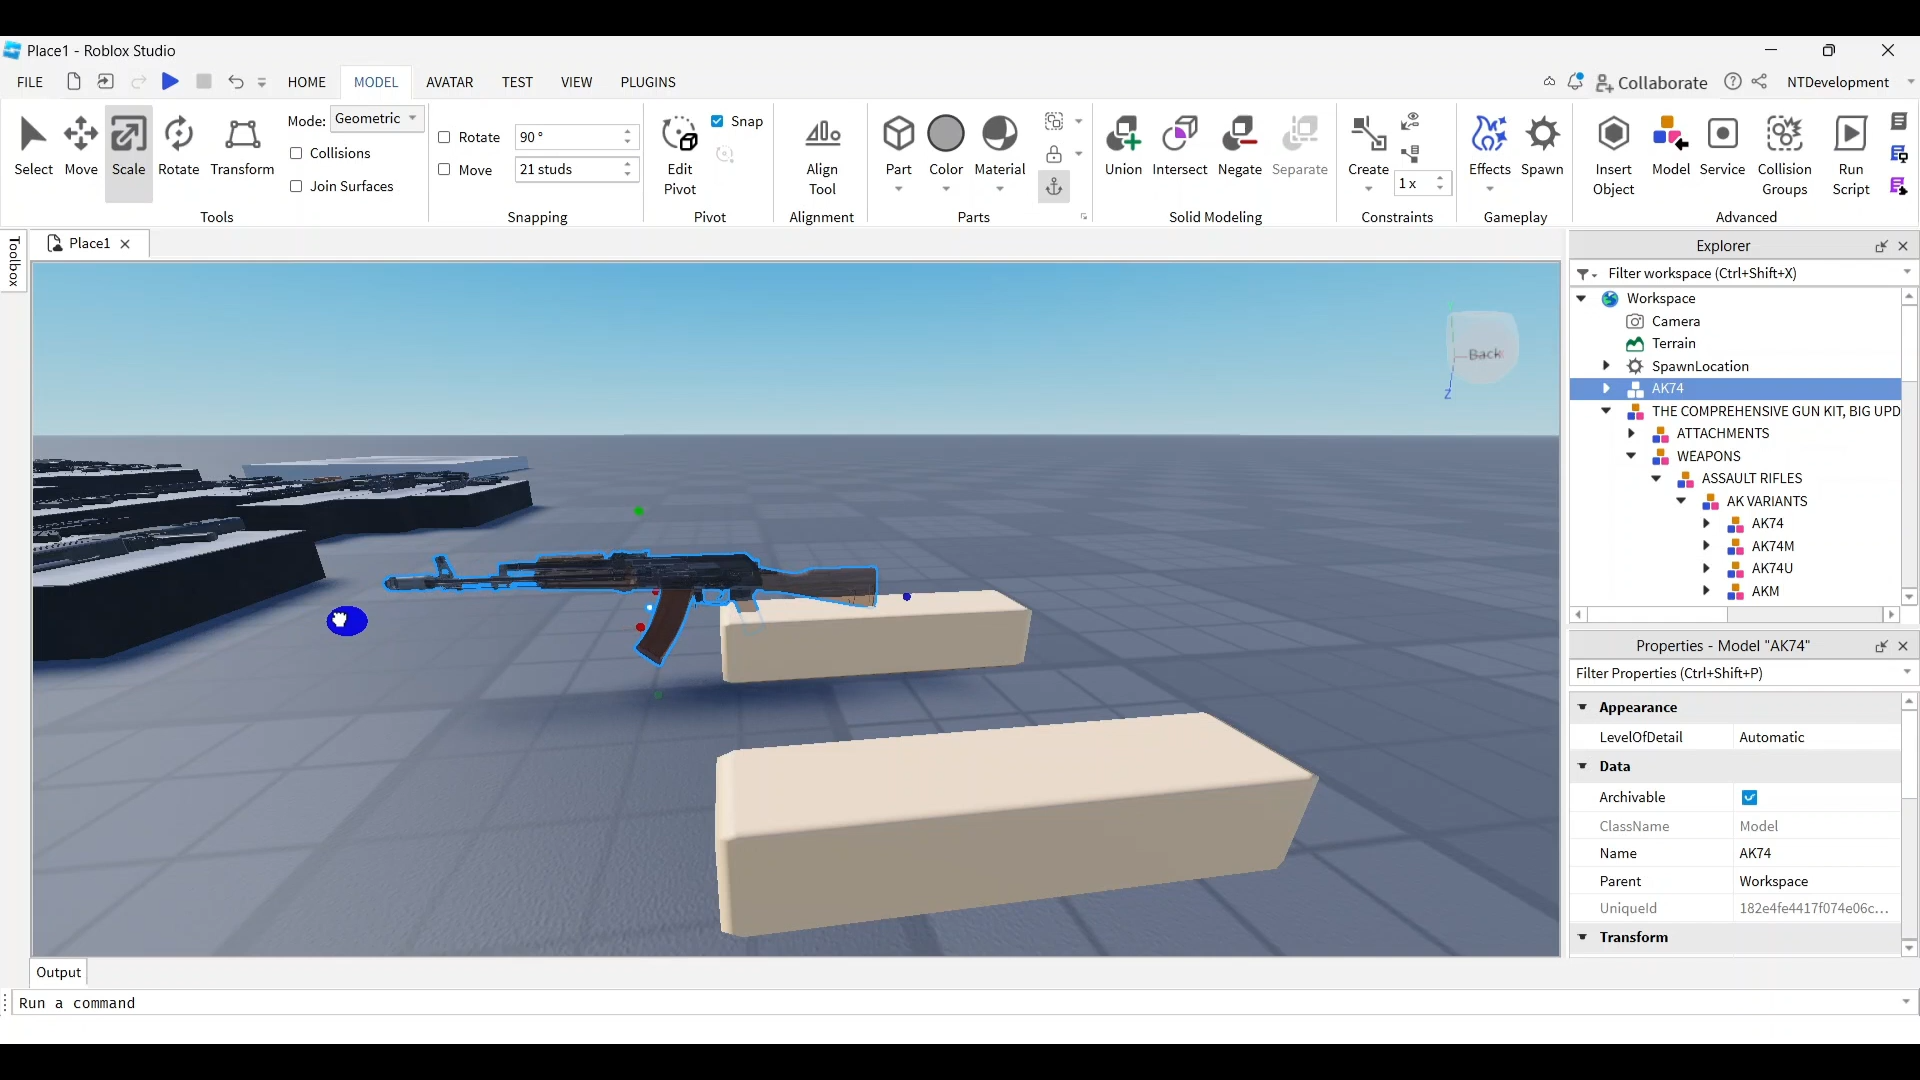 Place1 - Roblox Studio
FILE HOME MODEL AVATAR TEST VIEW PLUGINS Collaborate NTDevelopment
Select Move Scale Rotate Transform
Mode: Geometric
Collisions
Join Surfaces
Tools
Rotate 90 °
Move 21 studs
Snapping
Edit Pivot
Snap
Pivot
Align Tool
Alignment
Part Color Material
Parts
Union Intersect Negate Separate
Solid Modeling
Create 1 x
Constraints
Effects Spawn
Gameplay
Insert Object Model Service Collision Groups Run Script
Advanced
Toolbox
Place1
Back
Z
Explorer
Filter workspace (Ctrl+Shift+X)
Workspace
Camera
Terrain
SpawnLocation
AK74
THE COMPREHENSIVE GUN KIT, BIG UPD
ATTACHMENTS
WEAPONS
ASSAULT RIFLES
AK VARIANTS
AK74
AK74M
AK74U
AKM
Properties - Model "AK74"
Filter Properties (Ctrl+Shift+P)
Appearance
LevelOfDetail Automatic
Data
Archivable
ClassName Model
Name AK74
Parent Workspace
UniqueId 182e4fe4417f074e06c...
Transform
Output
Run a command